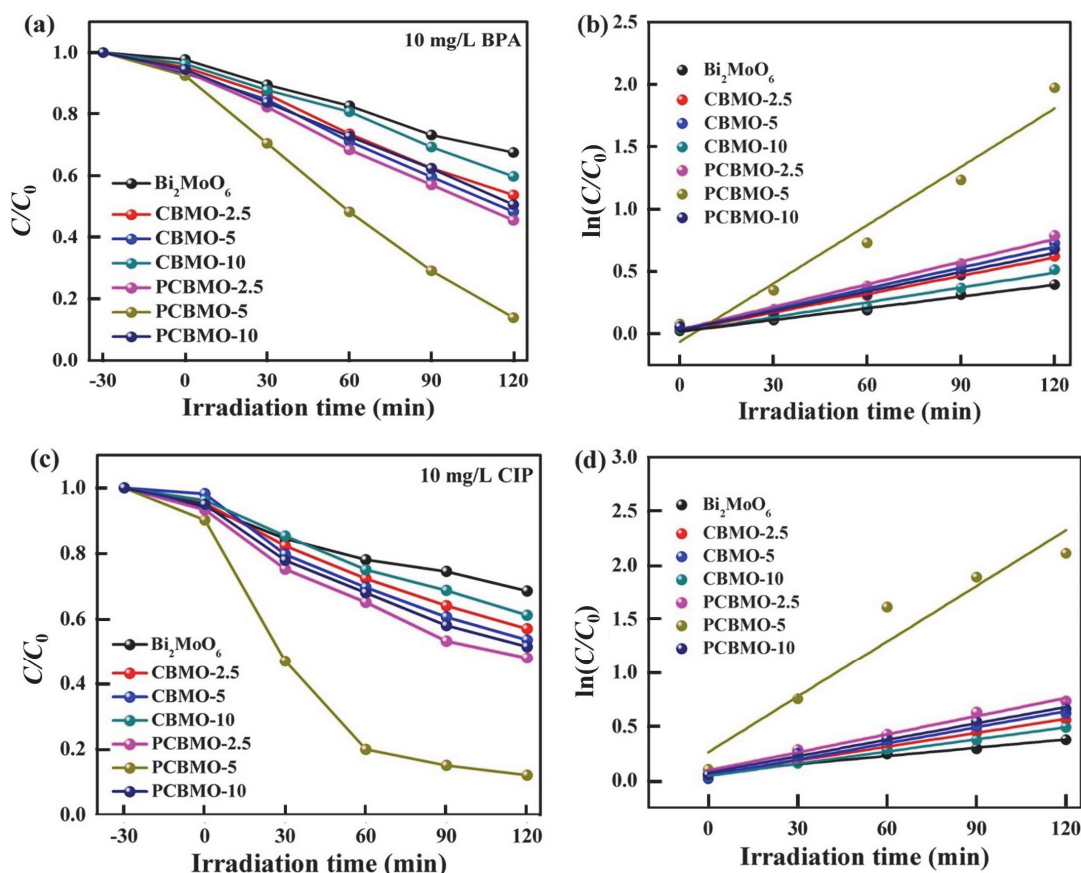 (a)
10 mg/L BPA
C/C₀
1.0
0.8
0.6
0.4
0.2
0.0
Bi₂MoO₆
CBMO-2.5
CBMO-5
CBMO-10
PCBMO-2.5
PCBMO-5
PCBMO-10
-30 0 30 60 90 120
Irradiation time (min)
(b)
ln(C/C₀)
2.5
2.0
1.5
1.0
0.5
0.0
Bi₂MoO₆
CBMO-2.5
CBMO-5
CBMO-10
PCBMO-2.5
PCBMO-5
PCBMO-10
0 30 60 90 120
Irradiation time (min)
(c)
10 mg/L CIP
C/C₀
1.0
0.8
0.6
0.4
0.2
0.0
Bi₂MoO₆
CBMO-2.5
CBMO-5
CBMO-10
PCBMO-2.5
PCBMO-5
PCBMO-10
-30 0 30 60 90 120
Irradiation time (min)
(d)
ln(C/C₀)
3.0
2.5
2.0
1.5
1.0
0.5
0.0
Bi₂MoO₆
CBMO-2.5
CBMO-5
CBMO-10
PCBMO-2.5
PCBMO-5
PCBMO-10
0 30 60 90 120
Irradiation time (min)